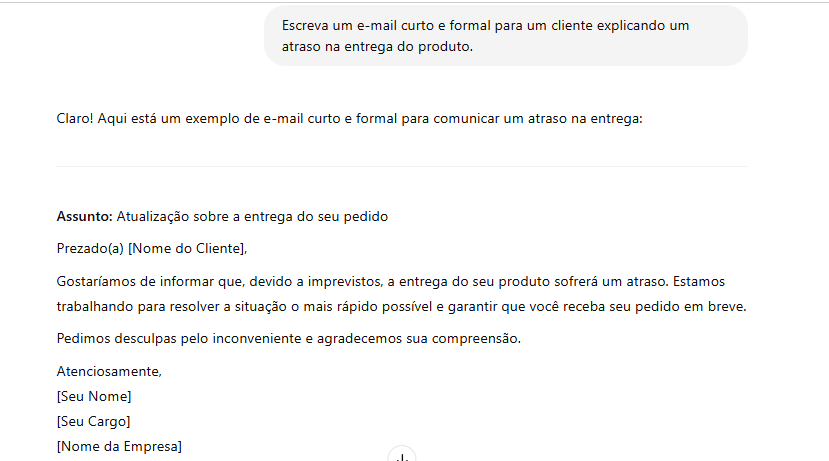 Escreva um e-mail curto e formal para um cliente explicando um
atraso na entrega do produto.
Claro! Aqui está um exemplo de e-mail curto e formal para comunicar um atraso na entrega:
Assunto: Atualização sobre a entrega do seu pedido
Prezado(a) [Nome do Cliente],
Gostaríamos de informar que, devido a imprevistos, a entrega do seu produto sofrerá um atraso. Estamos
trabalhando para resolver a situação o mais rápido possível e garantir que você receba seu pedido em breve.
Pedimos desculpas pelo inconveniente e agradecemos sua compreensão.
Atenciosamente,
[Seu Nome]
[Seu Cargo]
[Nome da Empresa]